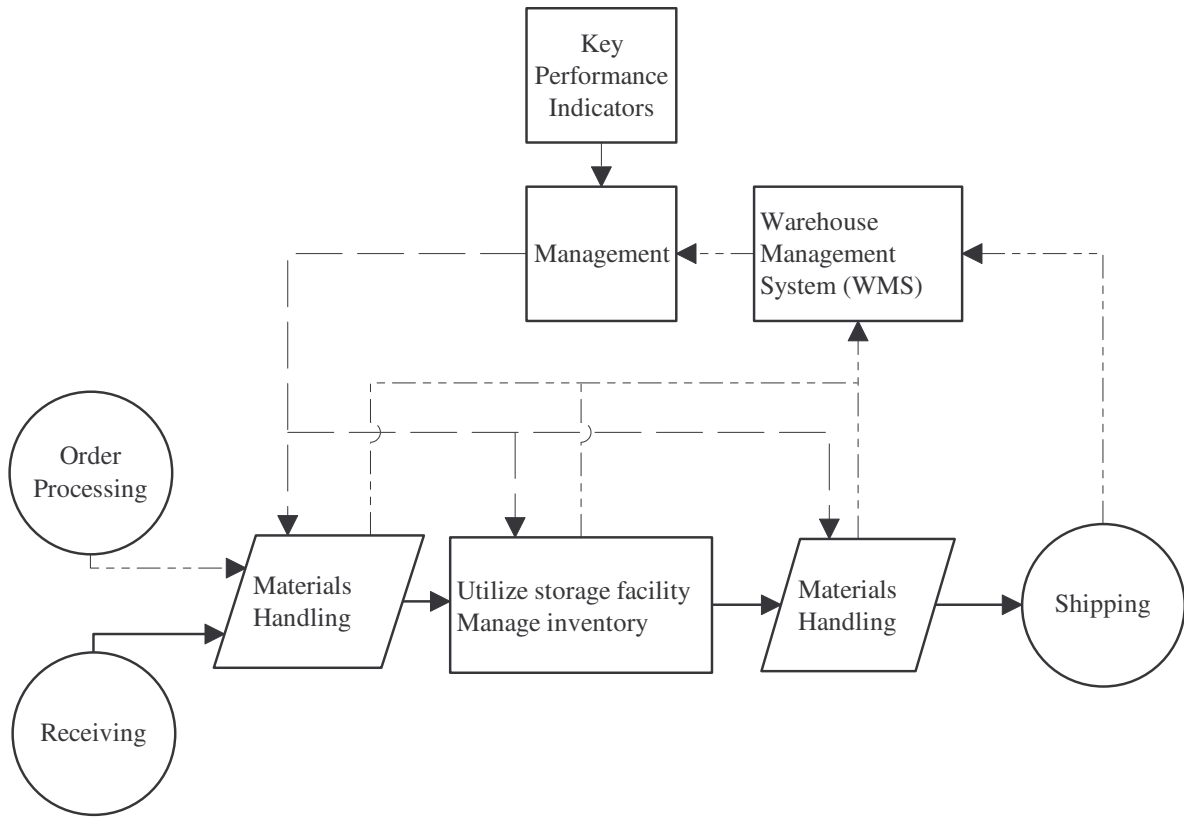 Key
Performance
Indicators
Management
Warehouse
Management
System (WMS)
Order
Processing
Materials
Handling
Utilize storage facility
Manage inventory
Materials
Handling
Shipping
Receiving